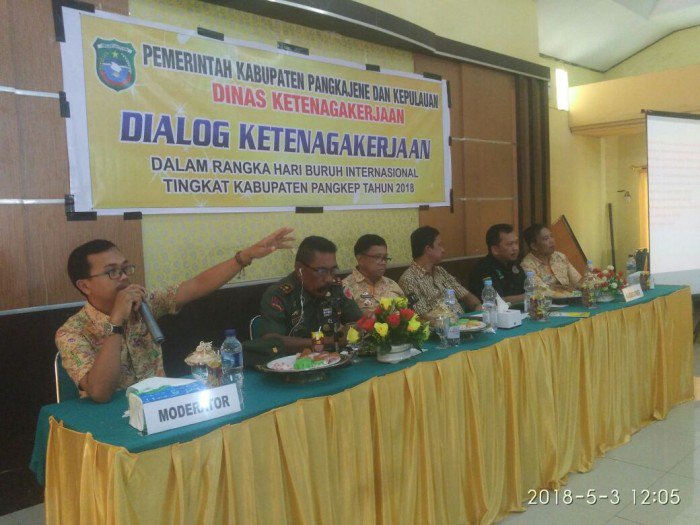 PEMERINTAH KABUPATEN PANGKAJENE DAN KEPULAUAN
DINAS KETENAGAKERJAAN
DIALOG KETENAGAKERJAAN
DALAM RANGKA HARI BURUH INTERNASIONAL
TINGKAT KABUPATEN PANGKEP TAHUN 2018
MODERATOR
2018-5-3 12:05